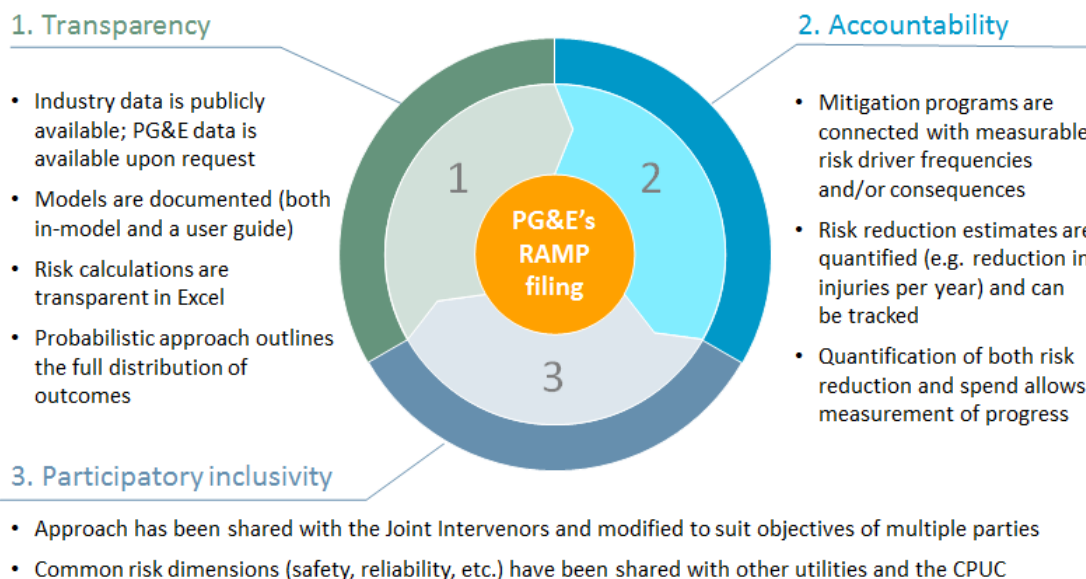 1. Transparency
• Industry data is publicly
available; PG&E data is
available upon request
• Models are documented (both
in-model and a user guide)
• Risk calculations are
transparent in Excel
• Probabilistic approach outlines
the full distribution of
outcomes
2. Accountability
• Mitigation programs are
connected with measurable
risk driver frequencies
and/or consequences
• Risk reduction estimates are
quantified (e.g. reduction in
injuries per year) and can
be tracked
• Quantification of both risk
reduction and spend allows
measurement of progress
1
2
PG&E's
RAMP
filing
3
3. Participatory inclusivity
• Approach has been shared with the Joint Intervenors and modified to suit objectives of multiple parties
• Common risk dimensions (safety, reliability, etc.) have been shared with other utilities and the CPUC